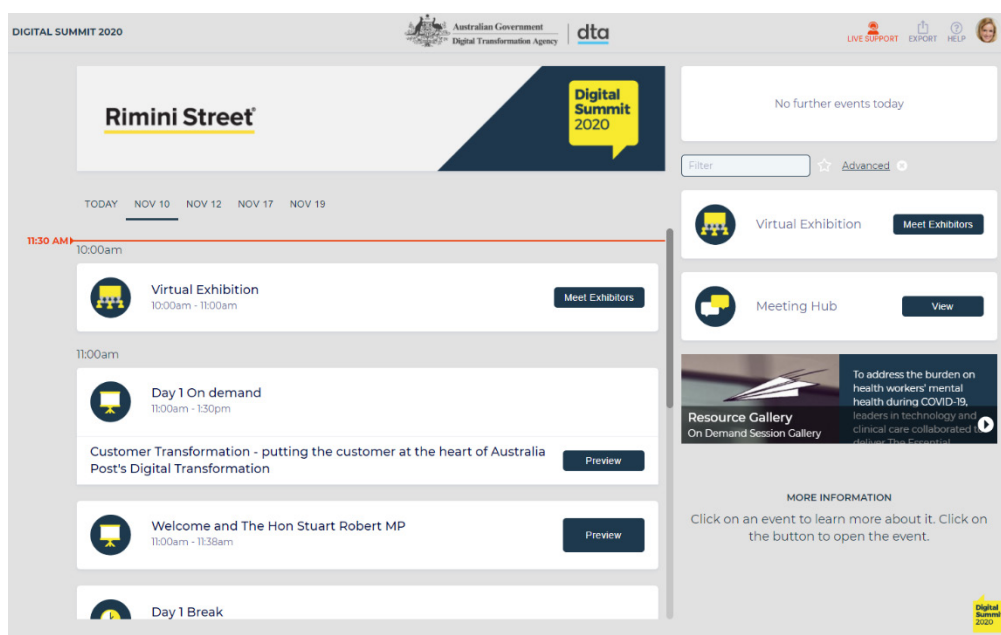 DIGITAL SUMMIT 2020
Australian Government
Digital Transformation Agency
dta
LIVE SUPPORT
EXPORT
HELP
Rimini Street
Digital
Summit
2020
No further events today
Filter
Advanced
TODAY NOV 10 NOV 12 NOV 17 NOV 19
11:30 AM
10:00am
Virtual Exhibition
10:00am - 11:00am
Meet Exhibitors
11:00am
Day 1 On demand
11:00am - 1:30pm
Customer Transformation - putting the customer at the heart of Australia
Post's Digital Transformation
Preview
Welcome and The Hon Stuart Robert MP
11:00am - 11:38am
Preview
Day 1 Break
Virtual Exhibition
Meet Exhibitors
Meeting Hub
View
Resource Gallery
On Demand Session Gallery
To address the burden on
health workers' mental
health during COVID-19,
leaders in technology and
clinical care collaborated to
deliver The Essential
MORE INFORMATION
Click on an event to learn more about it. Click on
the button to open the event.
Digital
Summit
2020